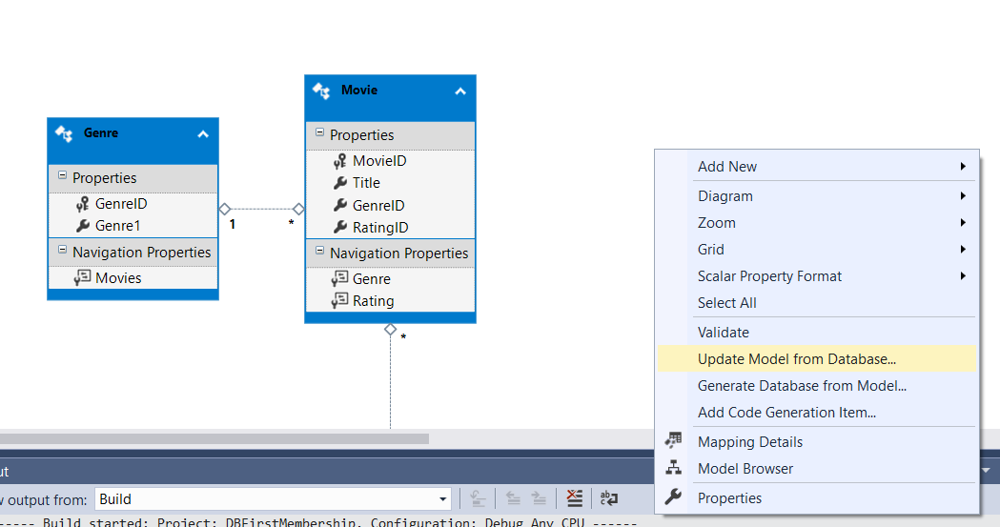 Genre
Properties
GenreID
Genre1
Navigation Properties
Movies
1
*
Movie
Properties
MovieID
Title
GenreID
RatingID
Navigation Properties
Genre
Rating
*
Add New
Diagram
Zoom
Grid
Scalar Property Format
Select All
Validate
Update Model from Database...
Generate Database from Model...
Add Code Generation Item...
Mapping Details
Model Browser
Properties
ut
w output from: Build
----- Build started: Project: DBFirstMembership, Configuration: Debug Any CPU ------